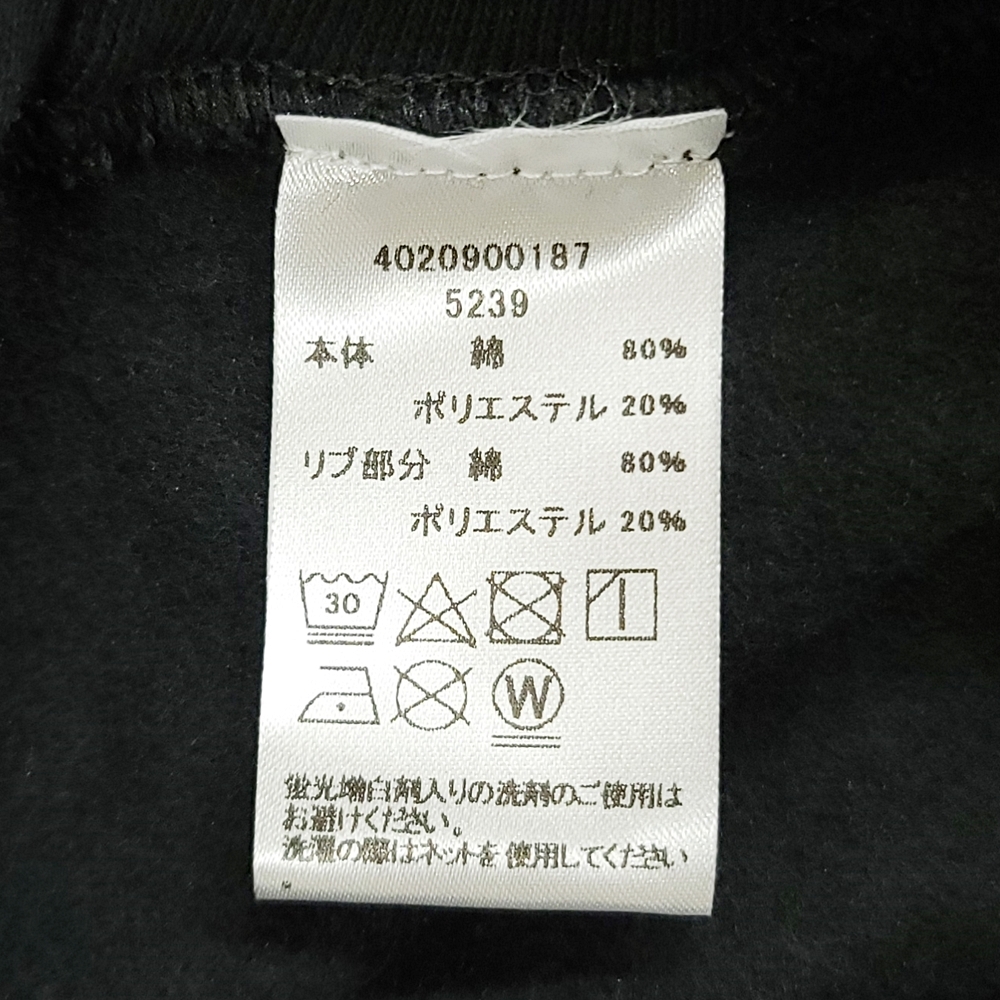 4020900187
5239
本体 綿 80%
ポリエステル 20%
リブ部分 綿 80%
ポリエステル 20%
30
W
蛍光増白剤入りの洗剤のご使用は
お避けください。
洗濯の際はネットを使用してください
。